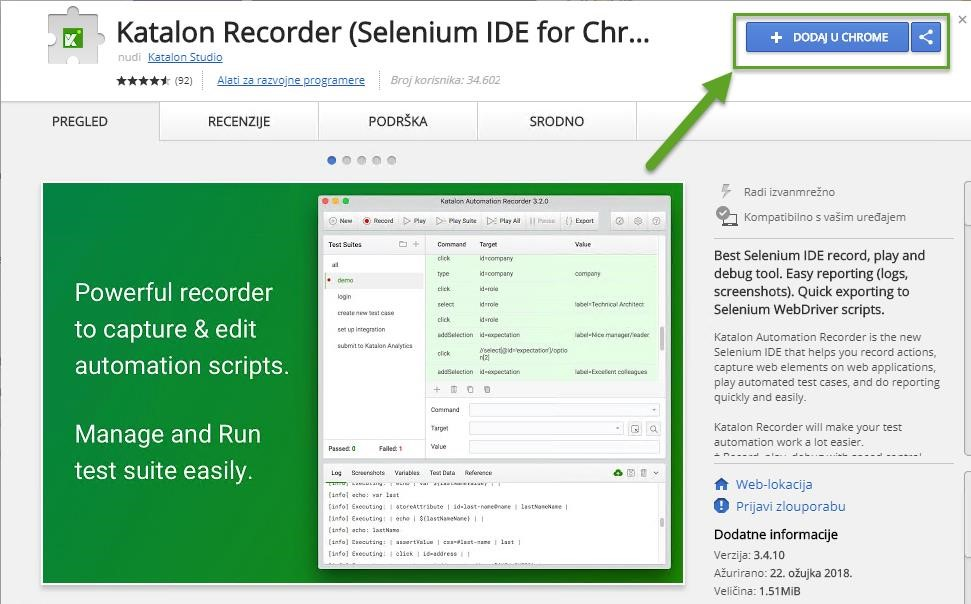 Katalon Recorder (Selenium IDE for Chr...
nudi Katalon Studio
(92) Alati za razvojne programere Broj korisnika: 34.602
DODAJ U CHROME
PREGLED RECENZIJE PODRŠKA SRODNO
Powerful recorder
to capture & edit
automation scripts.
Manage and Run
test suite easily.
Katalon Automation Recorder 3.2.0
New Record Play Play Suite Play All Pause Export
Test Suites
all
demo
login
create new test case
set up integration
submit to Katalon Analytics
Passed: 0 Failed: 1
Command Target Value
click id=company
type id=company company
click id=role
select id=role label=Technical Architect
click id=role
addSelection id=expectation label=Nice manager/leader
click //select[@id='expectation']/optio
n[2]
addSelection id=expectation label=Excellent colleagues
Command
Target
Value
Log Screenshots Variables Test Data Reference
[info] echo: var last
[info] Executing: | storeAttribute | id=last-name@name | lastNameName |
[info] Executing: | echo | ${lastNameName} | |
[info] echo: lastName
[info] Executing: | assertValue | css=#last-name | last |
[info] Executing: | click | id=address | |
Radi izvanmrežno
Kompatibilno s vašim uređajem
Best Selenium IDE record, play and
debug tool. Easy reporting (logs,
screenshots). Quick exporting to
Selenium WebDriver scripts.
Katalon Automation Recorder is the new
Selenium IDE that helps you record actions,
capture web elements on web applications,
play automated test cases, and do reporting
quickly and easily.
Katalon Recorder will make your test
automation work a lot easier.
Web-lokacija
Prijavi zlouporabu
Dodatne informacije
Verzija: 3.4.10
Ažurirano: 22. ožujka 2018.
Veličina: 1.51MiB